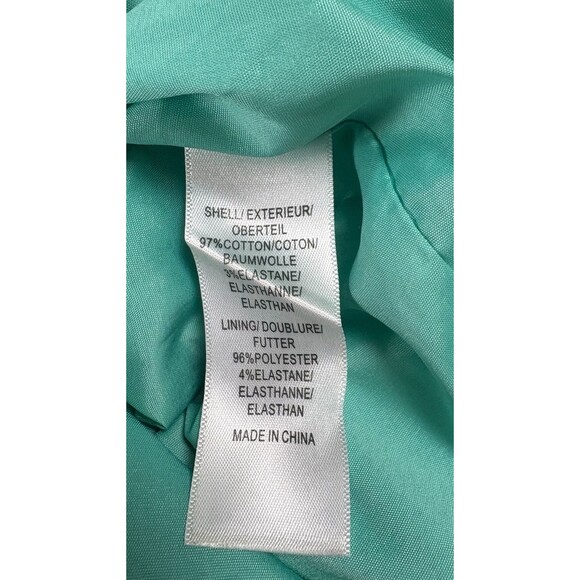 SHELL/ EXTERIEUR/
OBERTEIL
97%COTTON/COTON/
BAUMWOLLE
3%ELASTANE/
ELASTHANNE/
ELASTHAN
LINING/ DOUBLURE/
FUTTER
96%POLYESTER
4%ELASTANE/
ELASTHANNE/
ELASTHAN
MADE IN CHINA